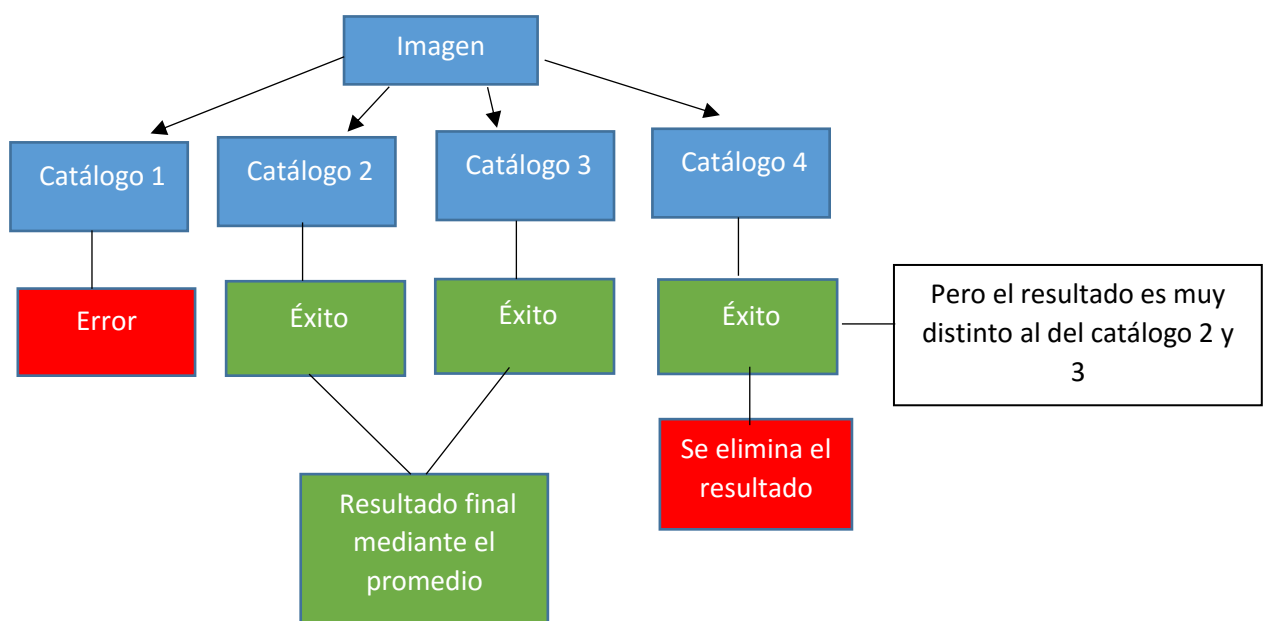 Imagen
Catálogo 1
Catálogo 2
Catálogo 3
Catálogo 4
Error
Éxito
Éxito
Éxito
Pero el resultado es muy
distinto al del catálogo 2 y
3
Se elimina el
resultado
Resultado final
mediante el
promedio